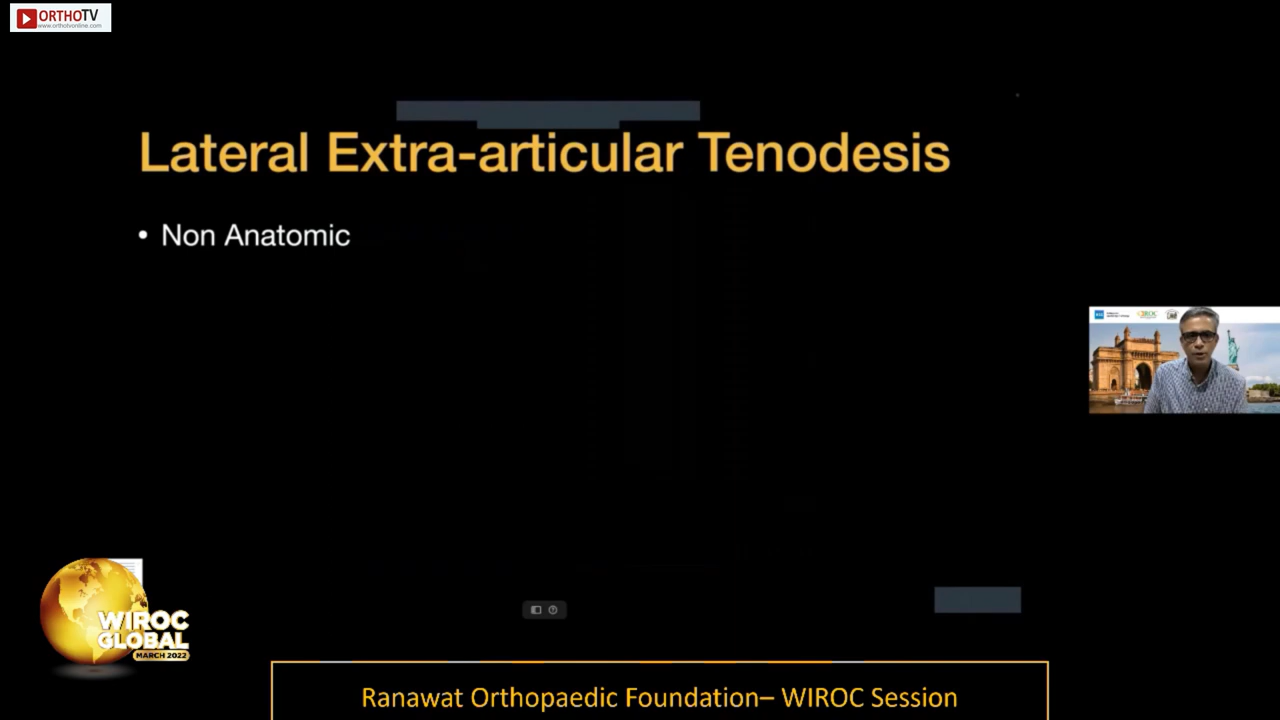 ORTHOTV
www.orthotvonline.com
Lateral Extra-articular Tenodesis
• Non Anatomic
WIROC
GLOBAL
MARCH 2022
Ranawat Orthopaedic Foundation– WIROC Session